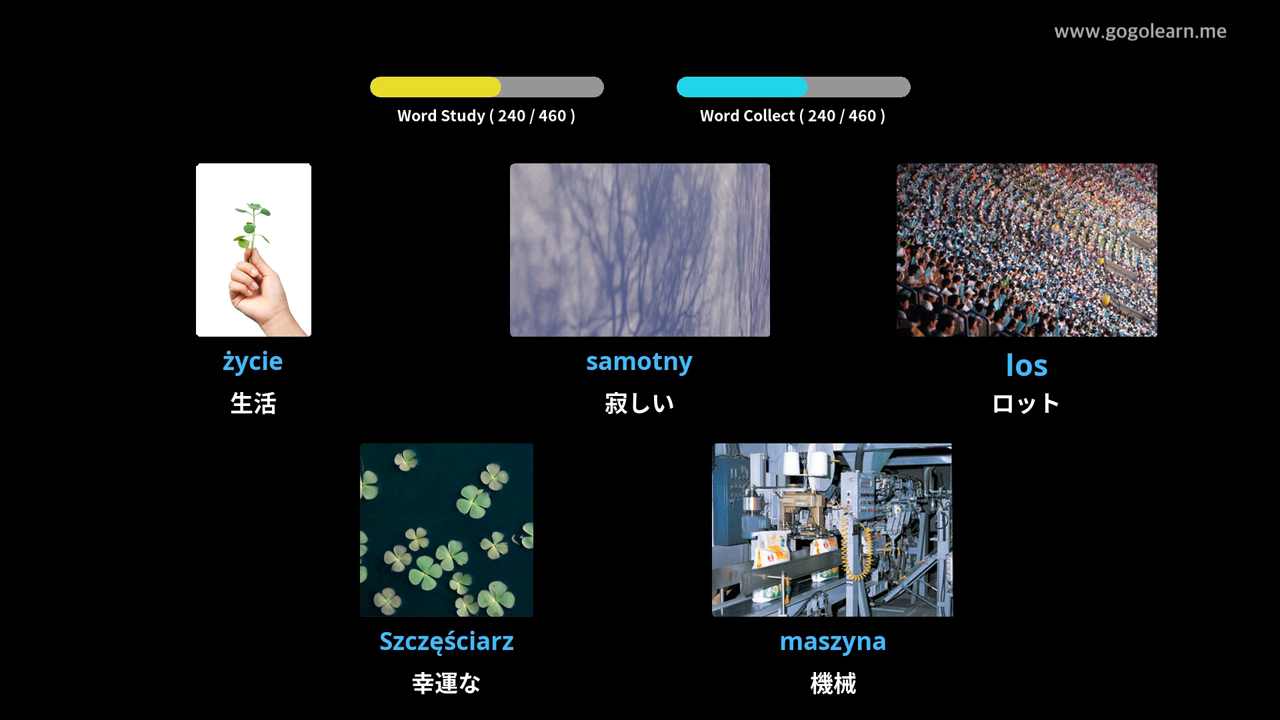 www.gogolearn.me
Word Study ( 240 / 460 )
Word Collect ( 240 / 460 )
życie
生活
samotny
寂しい
los
ロット
Szczęściarz
幸運な
maszyna
機械